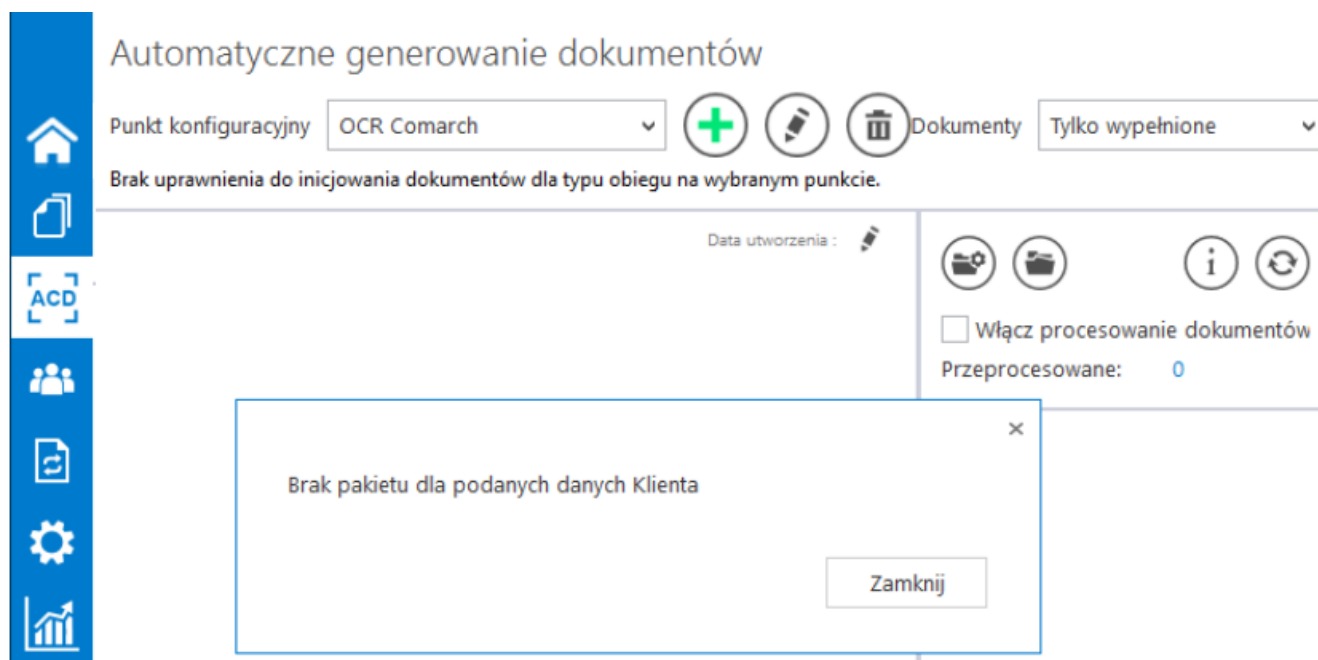 Automatyczne generowanie dokumentów
Punkt konfiguracyjny OCR Comarch Dokumenty Tylko wypełnione
Brak uprawnienia do inicjowania dokumentów dla typu obiegu na wybranym punkcie.
Data utworzenia :
ACD
Włącz procesowanie dokumentów
Przeprocesowane: 0
Brak pakietu dla podanych danych Klienta
Zamknij